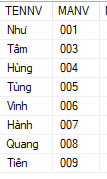 TENNV MANV
Như 001
Tâm 003
Hùng 004
Tùng 005
Vinh 006
Hành 007
Quang 008
Tiên 009